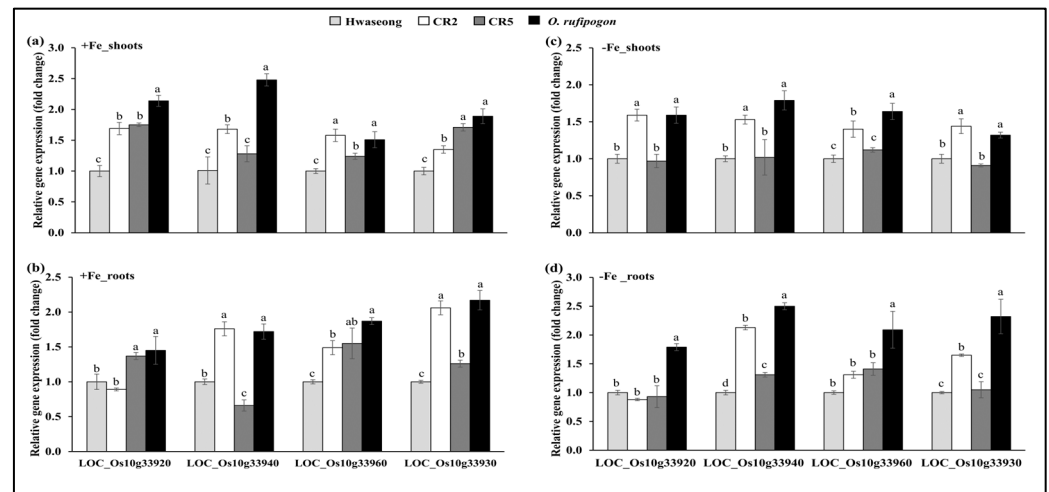 Hwaseong CR2 CR5 O. rufipogon
(a) +Fe_shoots
Relative gene expression (fold change)
3.0
2.5
2.0
1.5
1.0
0.5
0.0
c b b a
c b c a
c a b a
c b a a
(c) -Fe_shoots
Relative gene expression (fold change)
2.5
2.0
1.5
1.0
0.5
0.0
b a b a
b a b a
c b c a
b a b a
(b) +Fe_roots
Relative gene expression (fold change)
2.5
2.0
1.5
1.0
0.5
0.0
b b a a
b a c a
c b ab a
c a b a
LOC_Os10g33920 LOC_Os10g33940 LOC_Os10g33960 LOC_Os10g33930
(d) -Fe _roots
Relative gene expression (fold change)
3.0
2.5
2.0
1.5
1.0
0.5
0.0
b b b a
d b c a
b b b a
c b c a
LOC_Os10g33920 LOC_Os10g33940 LOC_Os10g33960 LOC_Os10g33930